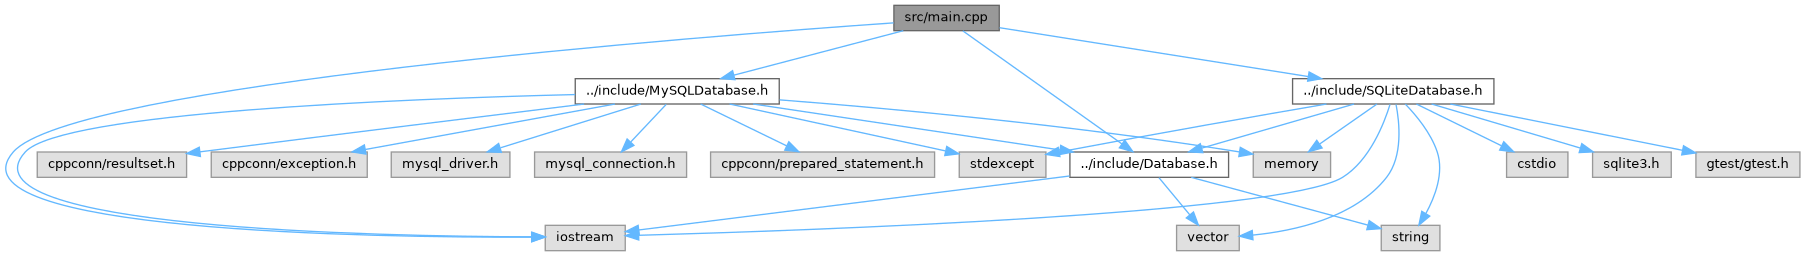 src/main.cpp
../include/MySQLDatabase.h
../include/SQLiteDatabase.h
cppconn/resultset.h
cppconn/exception.h
mysql_driver.h
mysql_connection.h
cppconn/prepared_statement.h
stdexcept
../include/Database.h
memory
cstdio
sqlite3.h
gtest/gtest.h
iostream
vector
string